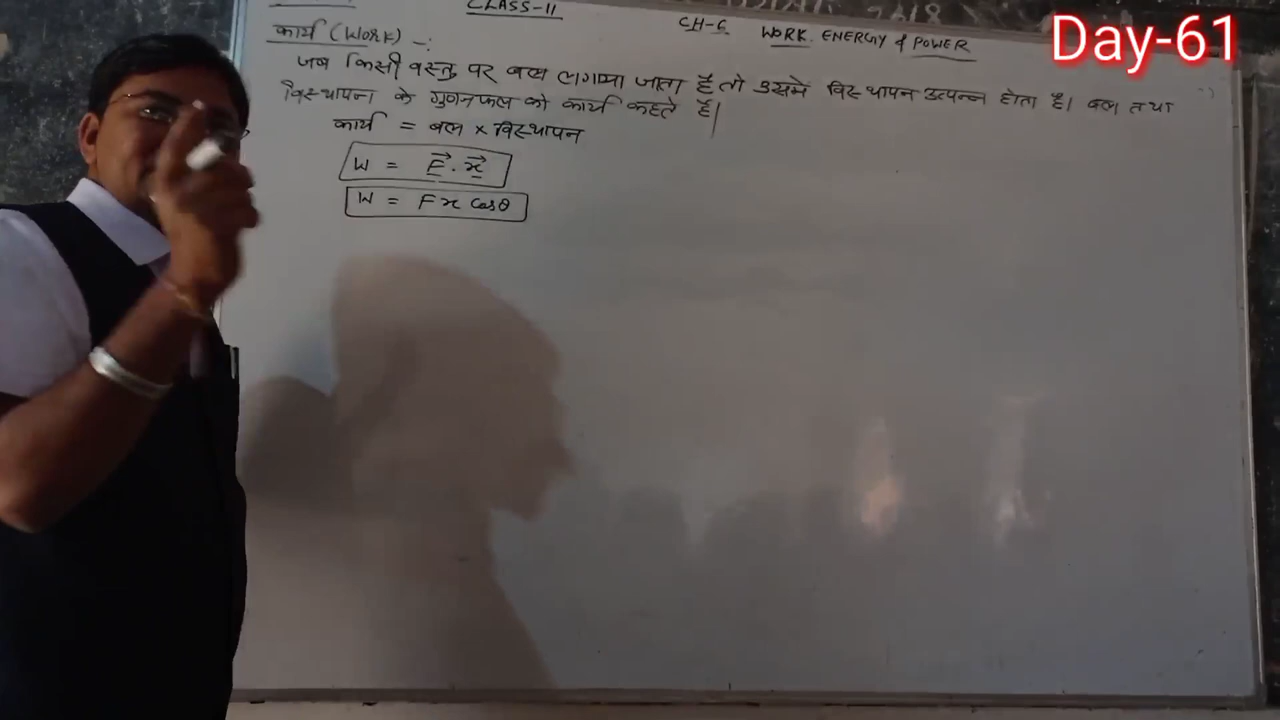 CLASS-11
CH-6 WORK. ENERGY & POWER
Day-61
कार्य (Work) -:
जब किसी वस्तु पर बल लगाया जाता है तो उसमें विस्थापन उत्पन्न होता है। बल तथा
विस्थापन के गुणनफल को कार्य कहते हैं।
कार्य = बल × विस्थापन
W = F⃗ . x⃗
W = Fx Cosθ